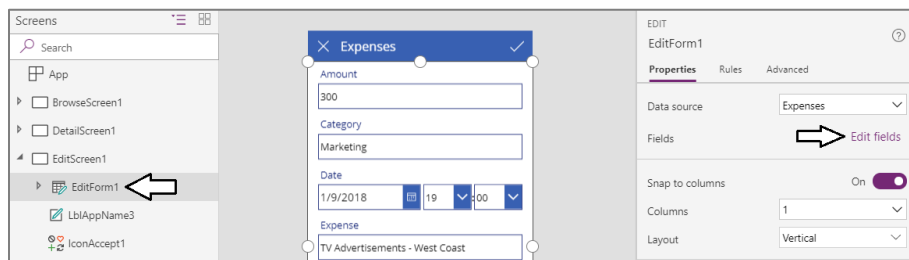 Screens
Search
App
BrowseScreen1
DetailScreen1
EditScreen1
EditForm1
LblAppName3
IconAccept1
Expenses
Amount
300
Category
Marketing
Date
1/9/2018 19 :00
Expense
TV Advertisements - West Coast
EDIT
EditForm1
?
Properties Rules Advanced
Data source Expenses
Fields Edit fields
Snap to columns On
Columns 1
Layout Vertical